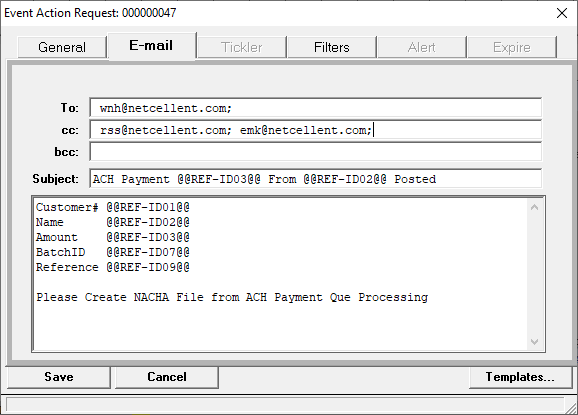 Event Action Request: 000000047
General E-mail Tickler Filters Alert Expire
To: wnh@netcellent.com;
cc: rss@netcellent.com; emk@netcellent.com;
bcc:
Subject: ACH Payment @@REF-ID03@@ From @@REF-ID02@@ Posted
Customer# @@REF-ID01@@
Name @@REF-ID02@@
Amount @@REF-ID03@@
BatchID @@REF-ID07@@
Reference @@REF-ID09@@
Please Create NACHA File from ACH Payment Que Processing
Save Cancel Templates...